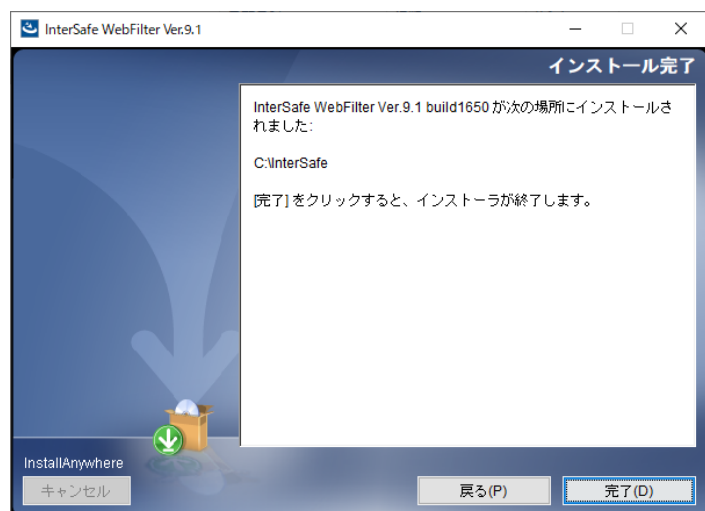 InterSafe WebFilter Ver.9.1
インストール完了
InterSafe WebFilter Ver.9.1 build1650 が次の場所にインストールさ
れました:
C:\InterSafe
[完了] をクリックすると、インストーラが終了します。
InstallAnywhere
キャンセル
戻る(P)
完了(D)